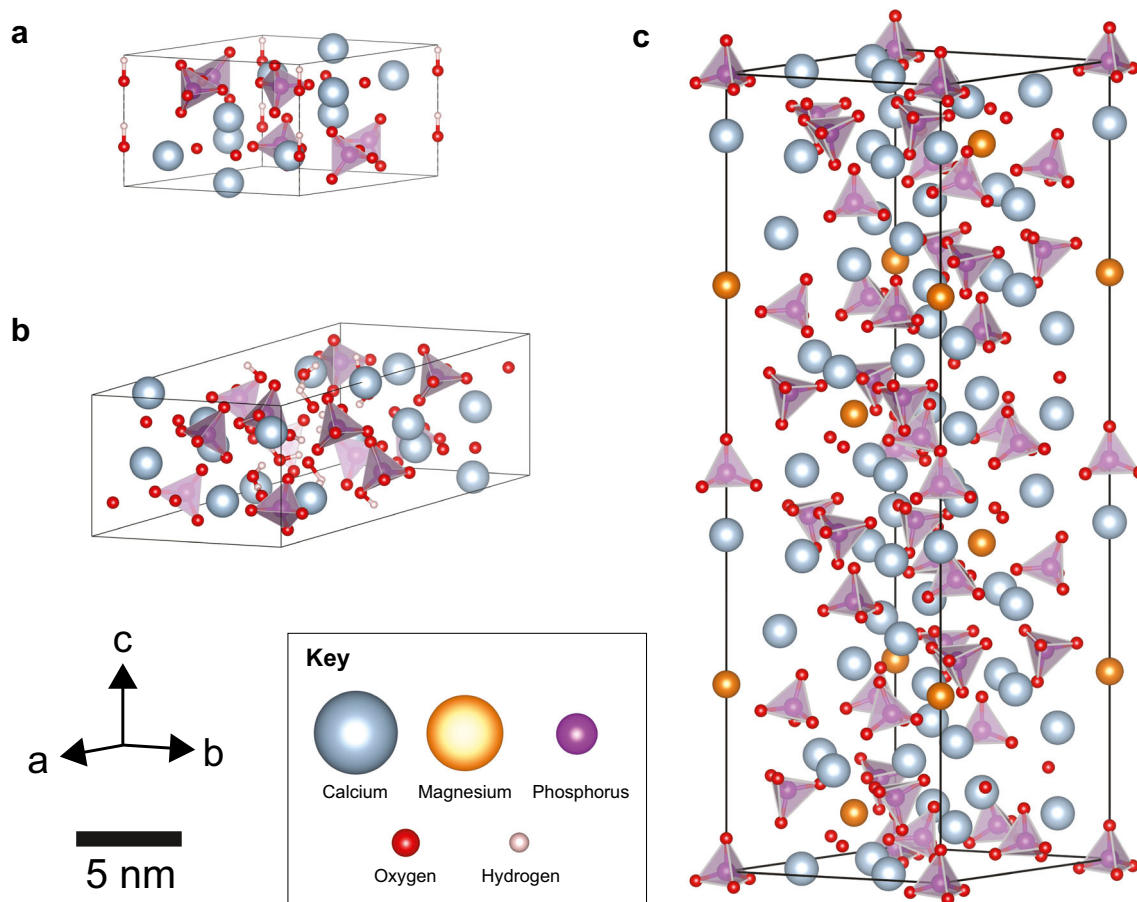 a
c
b
c
a
b
5 nm
Key
Calcium
Magnesium
Phosphorus
Oxygen
Hydrogen